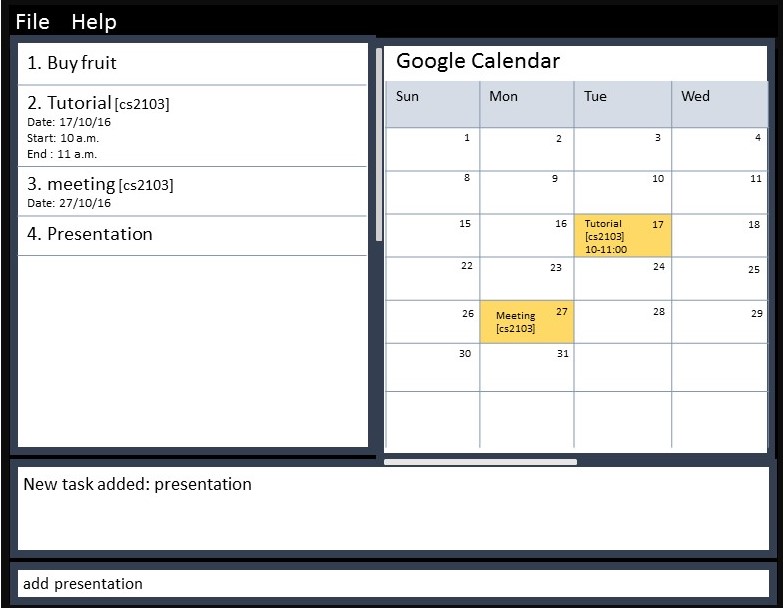 File Help
1. Buy fruit
2. Tutorial [cs2103]
Date: 17/10/16
Start: 10 a.m.
End : 11 a.m.
3. meeting [cs2103]
Date: 27/10/16
4. Presentation
Google Calendar
Sun Mon Tue Wed
1 2 3 4
8 9 10 11
15 16 Tutorial 17 18
[cs2103]
10-11:00
22 23 24 25
26 Meeting 27 28 29
[cs2103]
30 31
New task added: presentation
add presentation